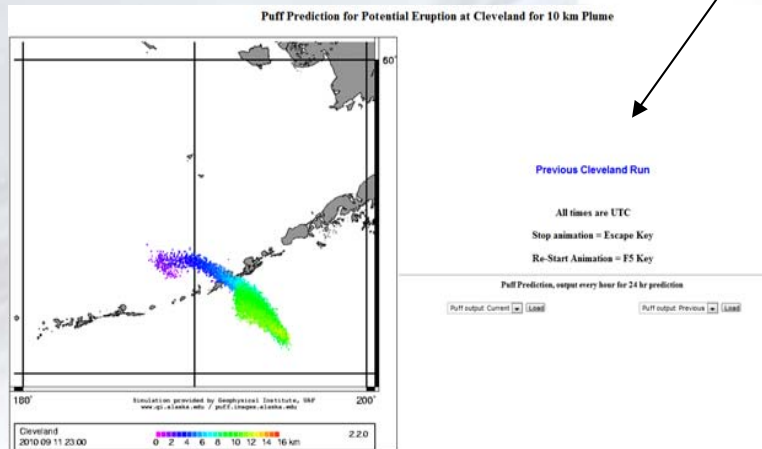 Puff Prediction for Potential Eruption at Cleveland for 10 km Plume
60°
180°
200°
Simulation provided by Geophysical Institute, UAF
www.gi.alaska.edu / puff.images.alaska.edu
Cleveland
2010 09 11 23:00
0 2 4 6 8 10 12 14 16 km
2.2.0
Previous Cleveland Run
All times are UTC
Stop animation = Escape Key
Re-Start Animation = F5 Key
Puff Prediction, output every hour for 24 hr prediction
Puff output: Current Load
Puff output: Previous Load